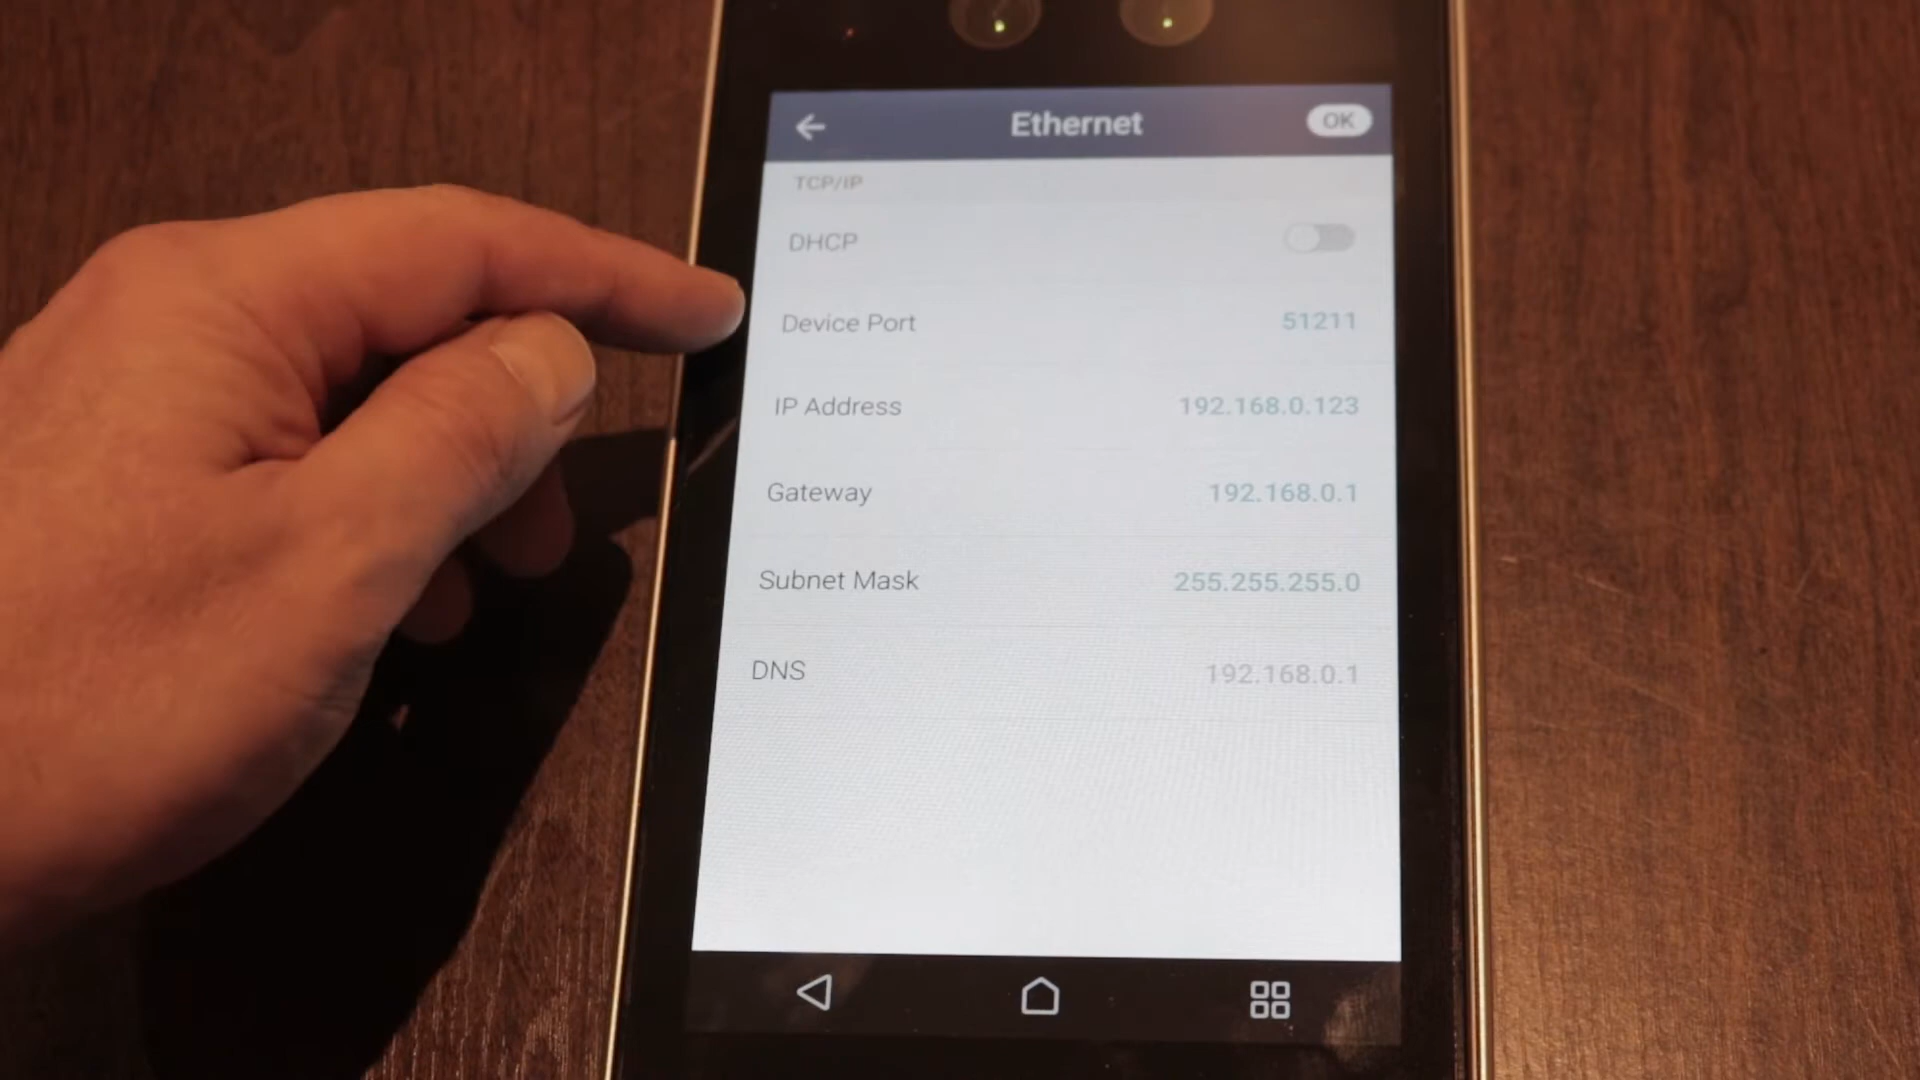 Ethernet OK
TCP/IP
DHCP
Device Port 51211
IP Address 192.168.0.123
Gateway 192.168.0.1
Subnet Mask 255.255.255.0
DNS 192.168.0.1